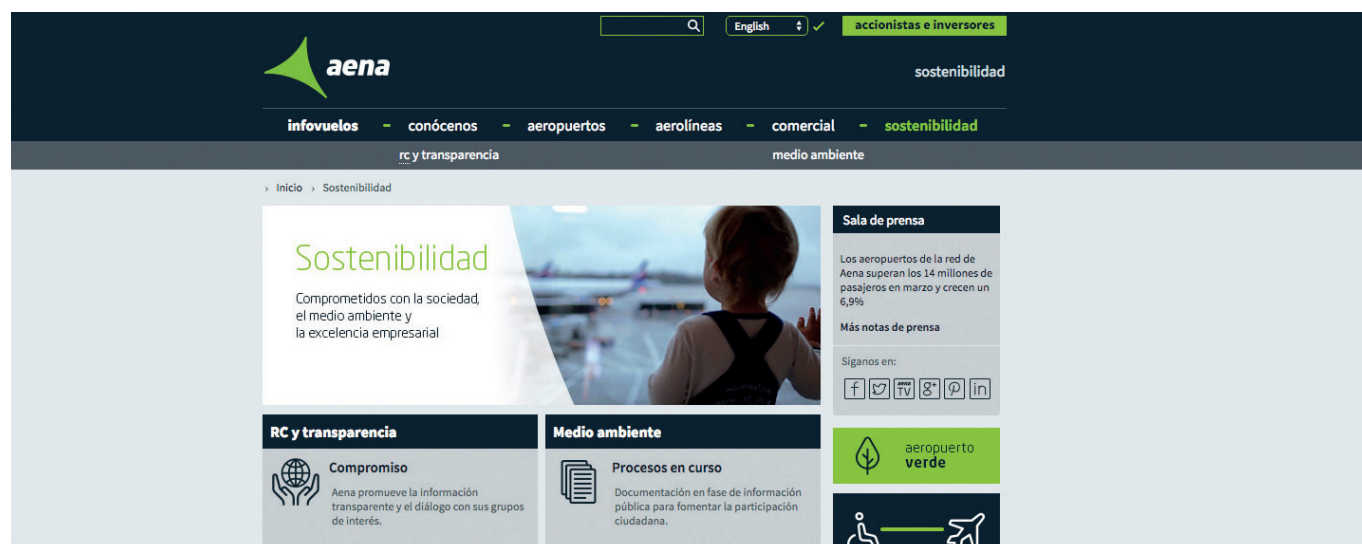 English
accionistas e inversores
aena
sostenibilidad
infovuelos - conócenos - aeropuertos - aerolíneas - comercial - sostenibilidad
rc y transparencia
medio ambiente
› Inicio › Sostenibilidad
Sostenibilidad
Comprometidos con la sociedad,
el medio ambiente y
la excelencia empresarial
Sala de prensa
Los aeropuertos de la red de
Aena superan los 14 millones de
pasajeros en marzo y crecen un
6,9%
Más notas de prensa
Síganos en:
f
aena
TV
g+
in
RC y transparencia
Compromiso
Aena promueve la información
transparente y el diálogo con sus grupos
de interés.
Medio ambiente
Procesos en curso
Documentación en fase de información
pública para fomentar la participación
ciudadana.
aeropuerto
verde